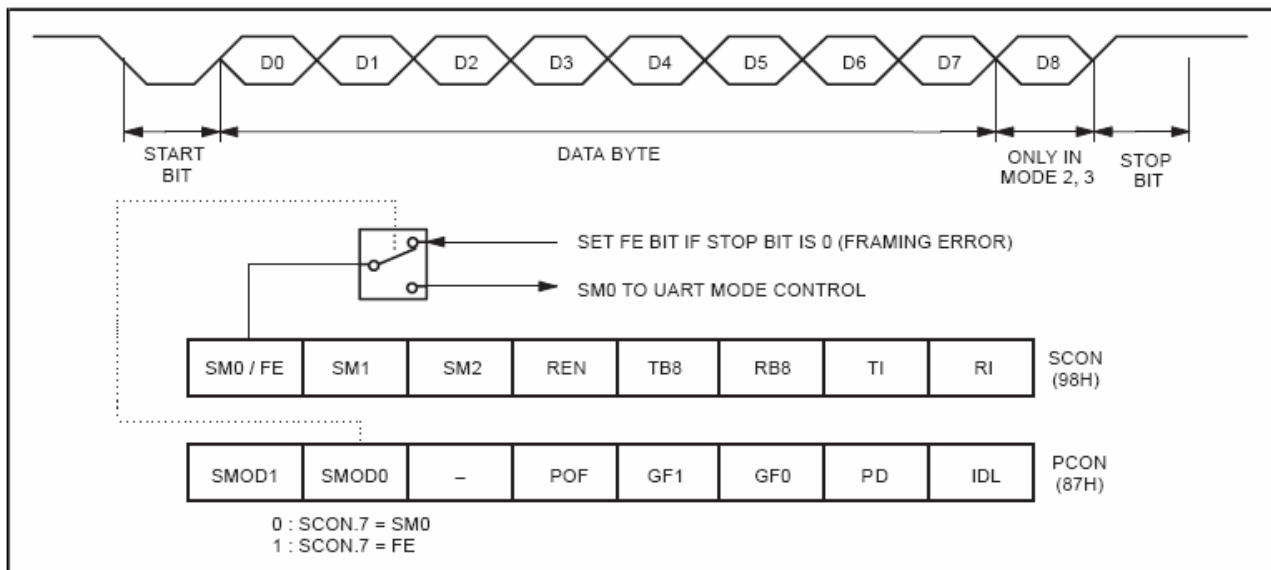 D0 D1 D2 D3 D4 D5 D6 D7 D8
START
BIT
DATA BYTE
ONLY IN
MODE 2, 3
STOP
BIT
SET FE BIT IF STOP BIT IS 0 (FRAMING ERROR)
SM0 TO UART MODE CONTROL
SM0 / FE SM1 SM2 REN TB8 RB8 TI RI
SCON
(98H)
SMOD1 SMOD0 – POF GF1 GF0 PD IDL
PCON
(87H)
0 : SCON.7 = SM0
1 : SCON.7 = FE